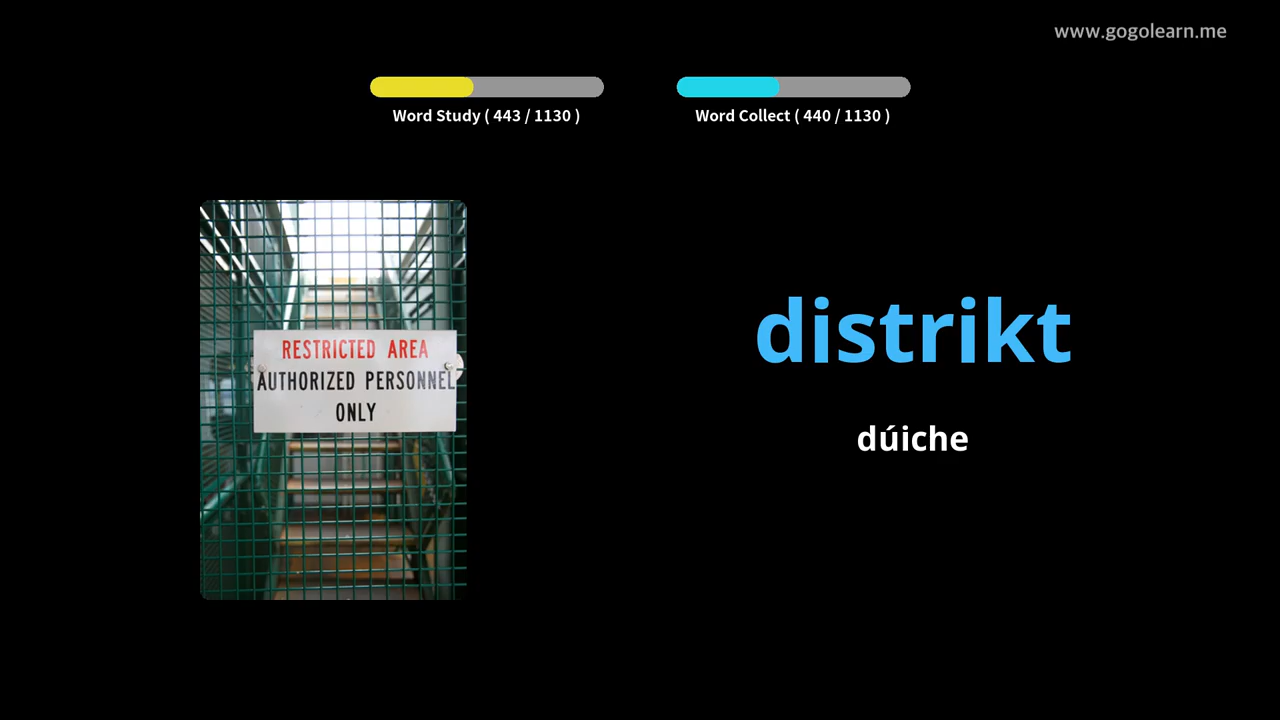 www.gogolearn.me
Word Study ( 443 / 1130 )
Word Collect ( 440 / 1130 )
RESTRICTED AREA
AUTHORIZED PERSONNEL
ONLY
distrikt
dúiche